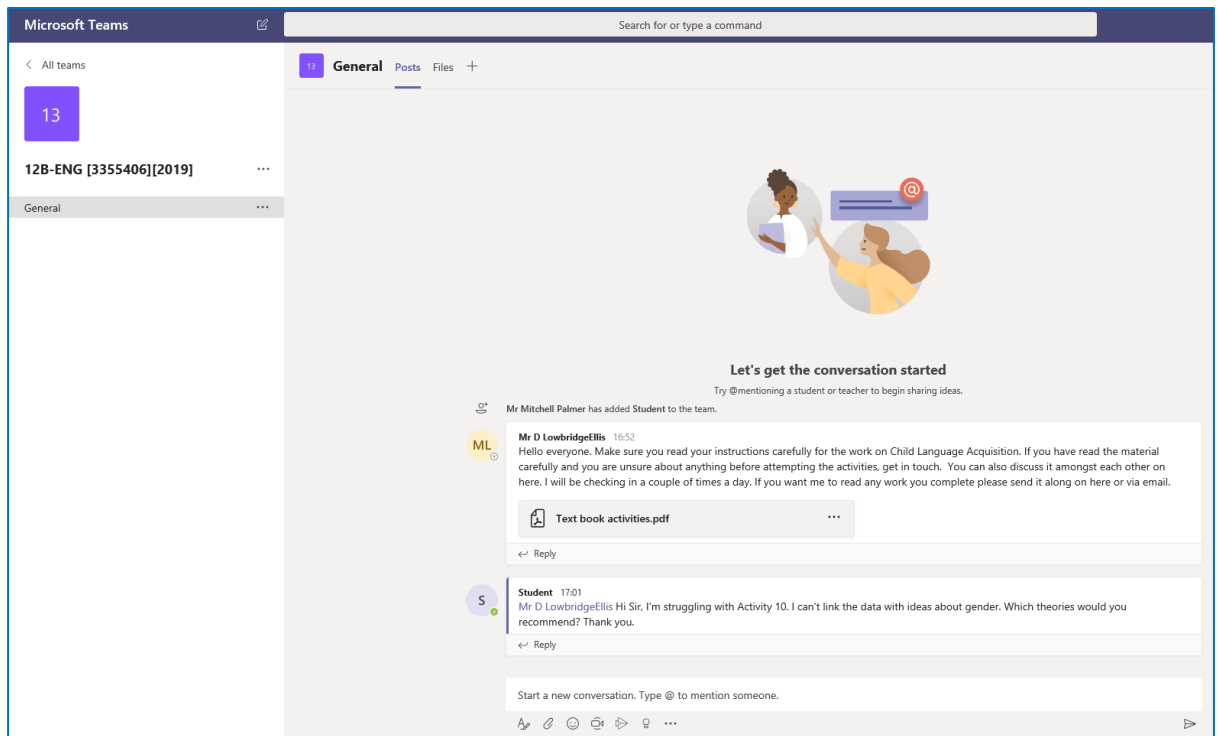 Microsoft Teams
Search for or type a command
All teams
13
12B-ENG [3355406][2019]
General
13
General
Posts
Files
@
Let's get the conversation started
Try @mentioning a student or teacher to begin sharing ideas.
Mr Mitchell Palmer has added Student to the team.
ML
Mr D LowbridgeEllis 16:52
Hello everyone. Make sure you read your instructions carefully for the work on Child Language Acquisition. If you have read the material
carefully and you are unsure about anything before attempting the activities, get in touch. You can also discuss it amongst each other on
here. I will be checking in a couple of times a day. If you want me to read any work you complete please send it along on here or via email.
Text book activities.pdf
Reply
S
Student 17:01
Mr D LowbridgeEllis Hi Sir, I'm struggling with Activity 10. I can't link the data with ideas about gender. Which theories would you
recommend? Thank you.
Reply
Start a new conversation. Type @ to mention someone.